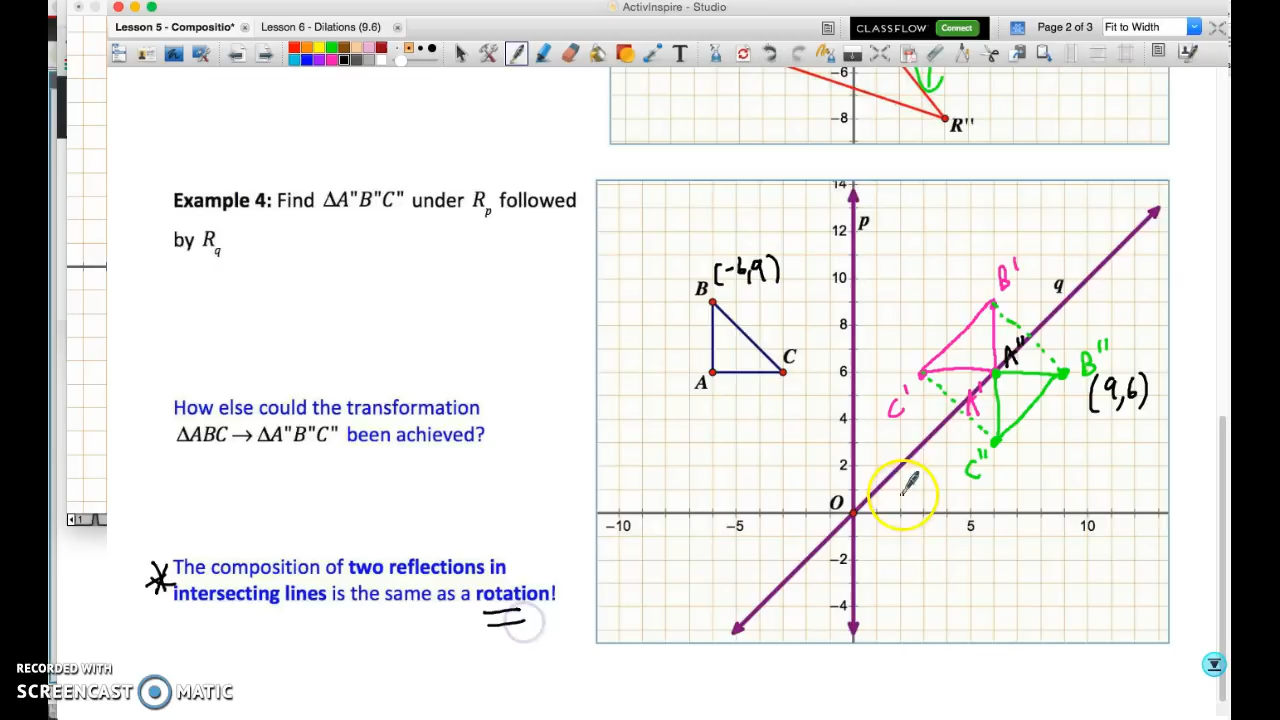 ActivInspire - Studio
Lesson 5 - Compositio* Lesson 6 - Dilations (9.6)
CLASSFLOW Connect
Page 2 of 3 Fit to Width
T
−6
−8
R"
Example 4: Find ΔA"B"C" under Rp followed
by Rq
How else could the transformation
ΔABC → ΔA"B"C" been achieved?
* The composition of two reflections in
intersecting lines is the same as a rotation!
14
12
10
8
6
4
2
−2
−4
−10 −5 5 10
O
p
q
B (-6,9)
A
C
B'
C'
A'
A"
B"
(9,6)
C"
1
RECORDED WITH
SCREENCAST MATIC